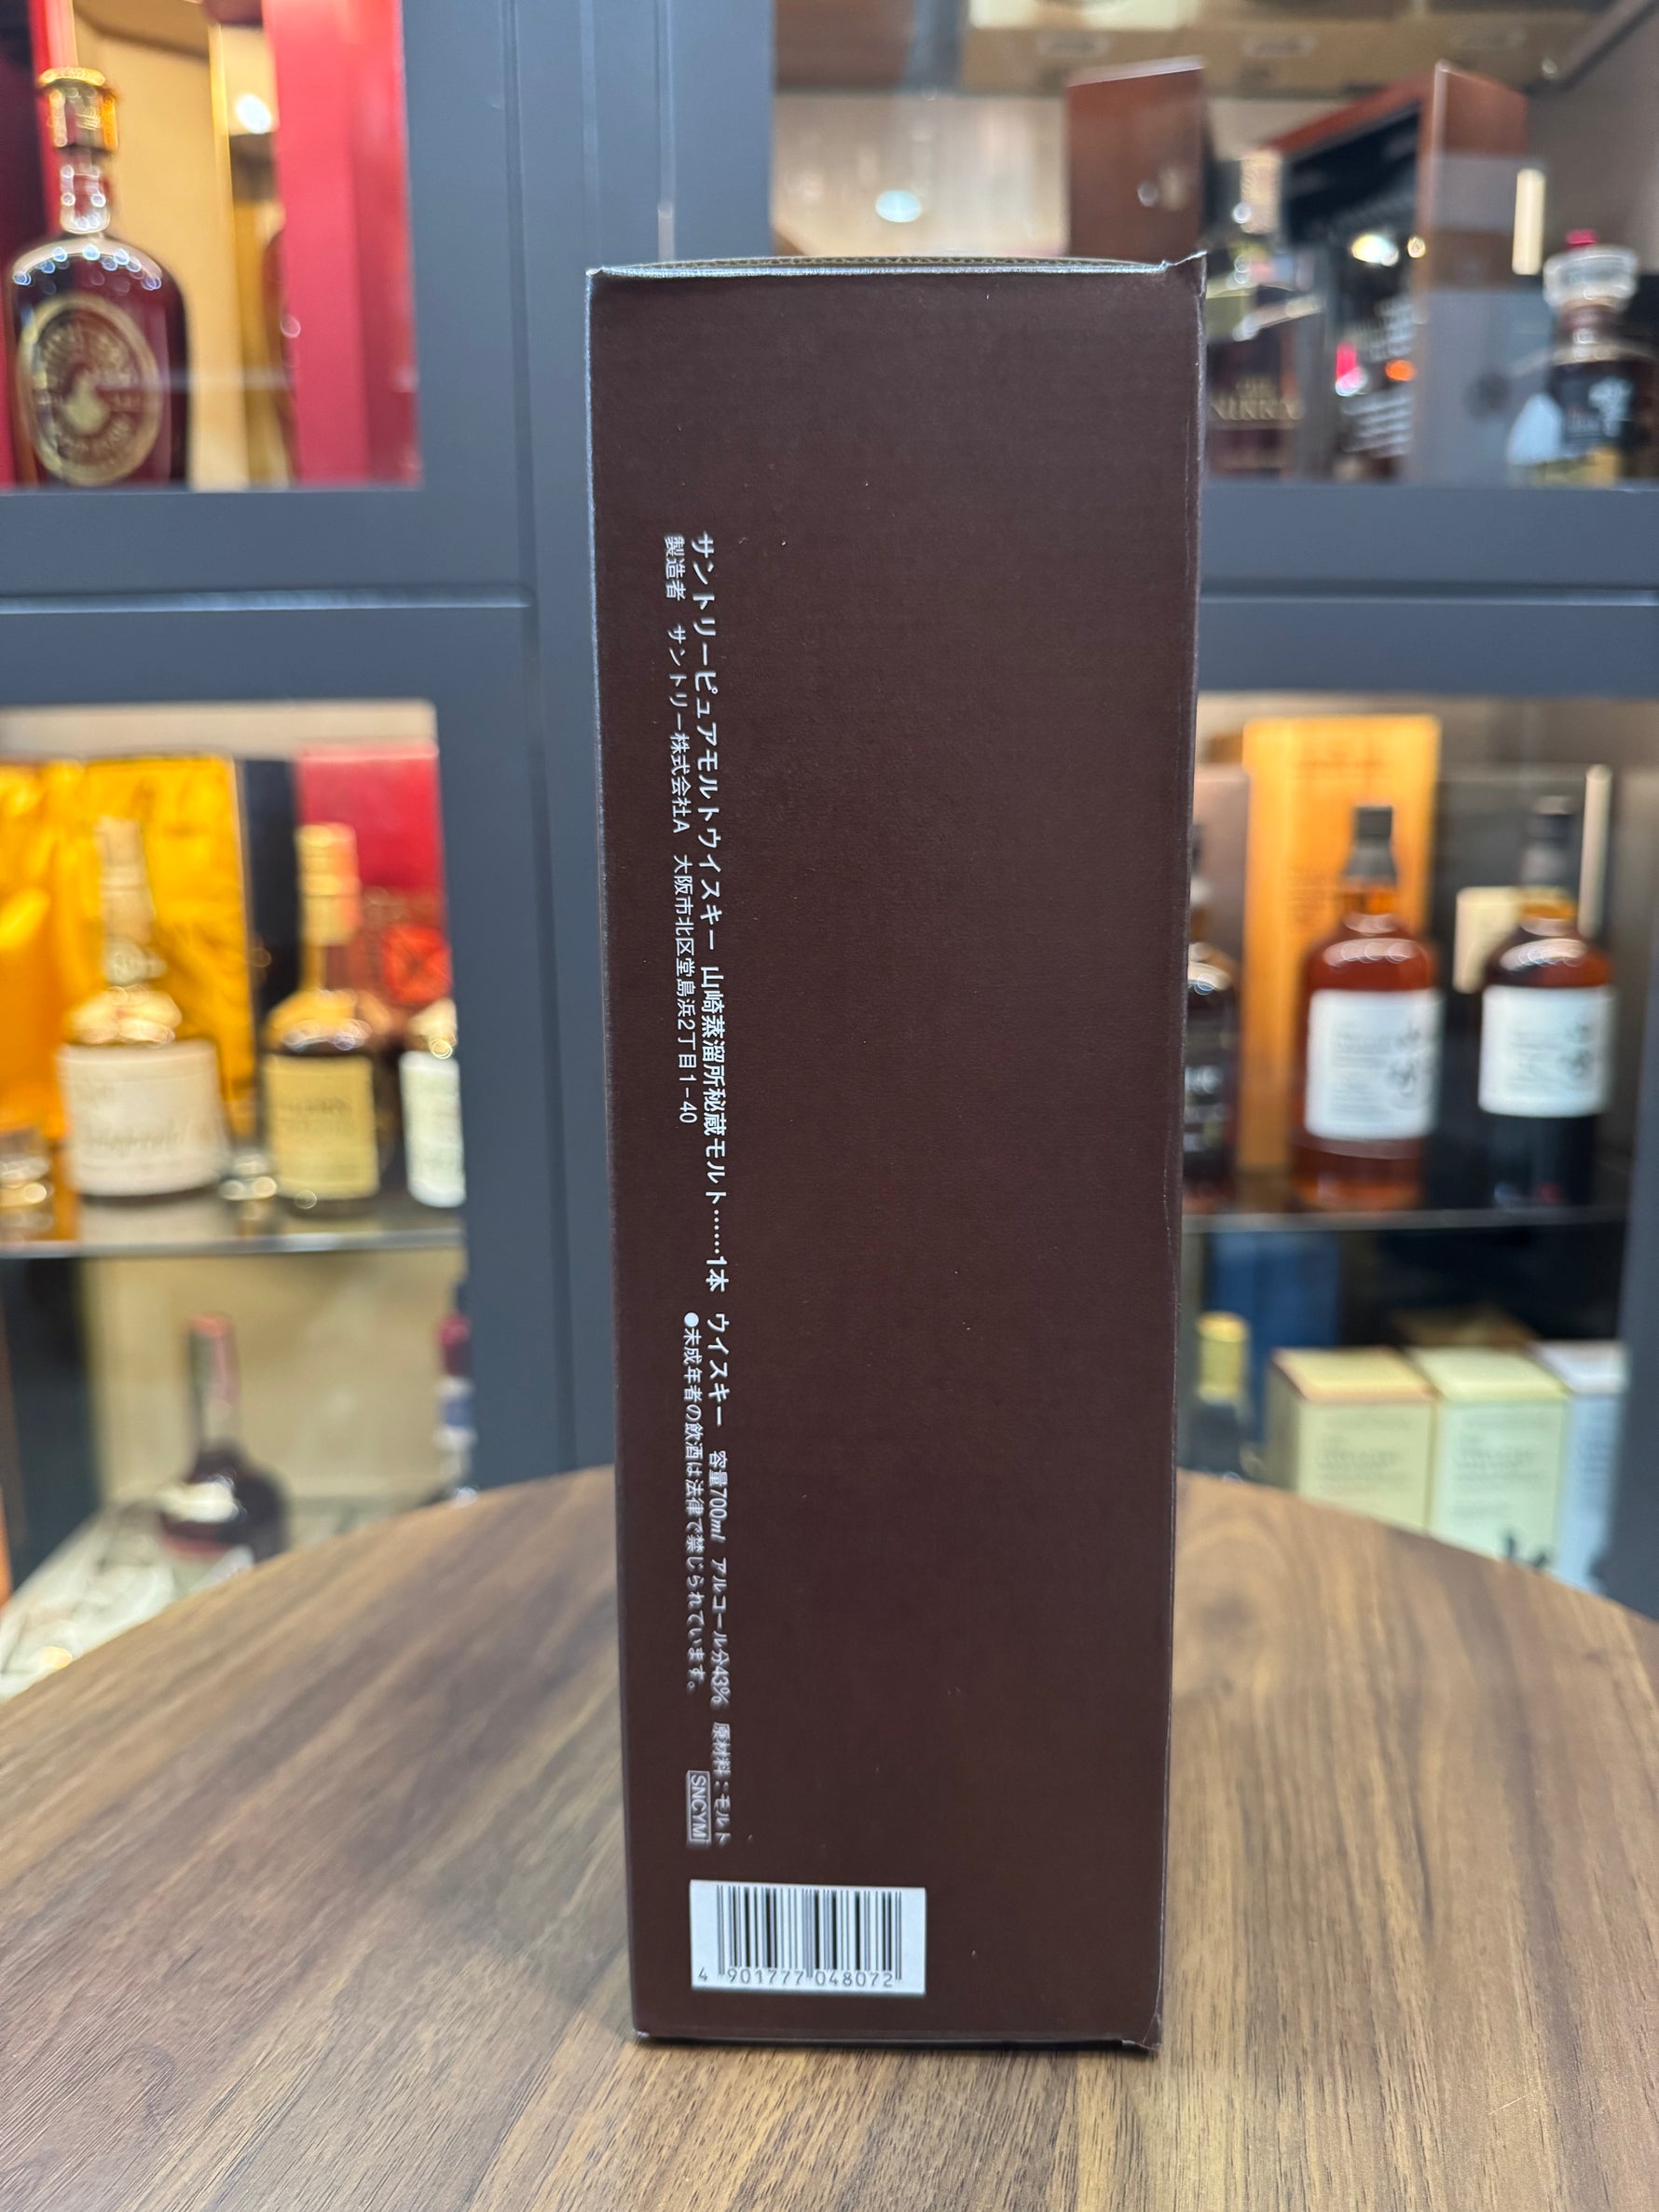 サントリーピュアモルトウイスキー 山崎蒸溜所秘蔵モルト……1本 ウイスキー 容量700ml アルコール分43% 原材料：モルト
製造者 サントリー株式会社A 大阪市北区堂島浜2丁目1-40 ●未成年者の飲酒は法律で禁じられています。 SNCYM
4 901777 048072